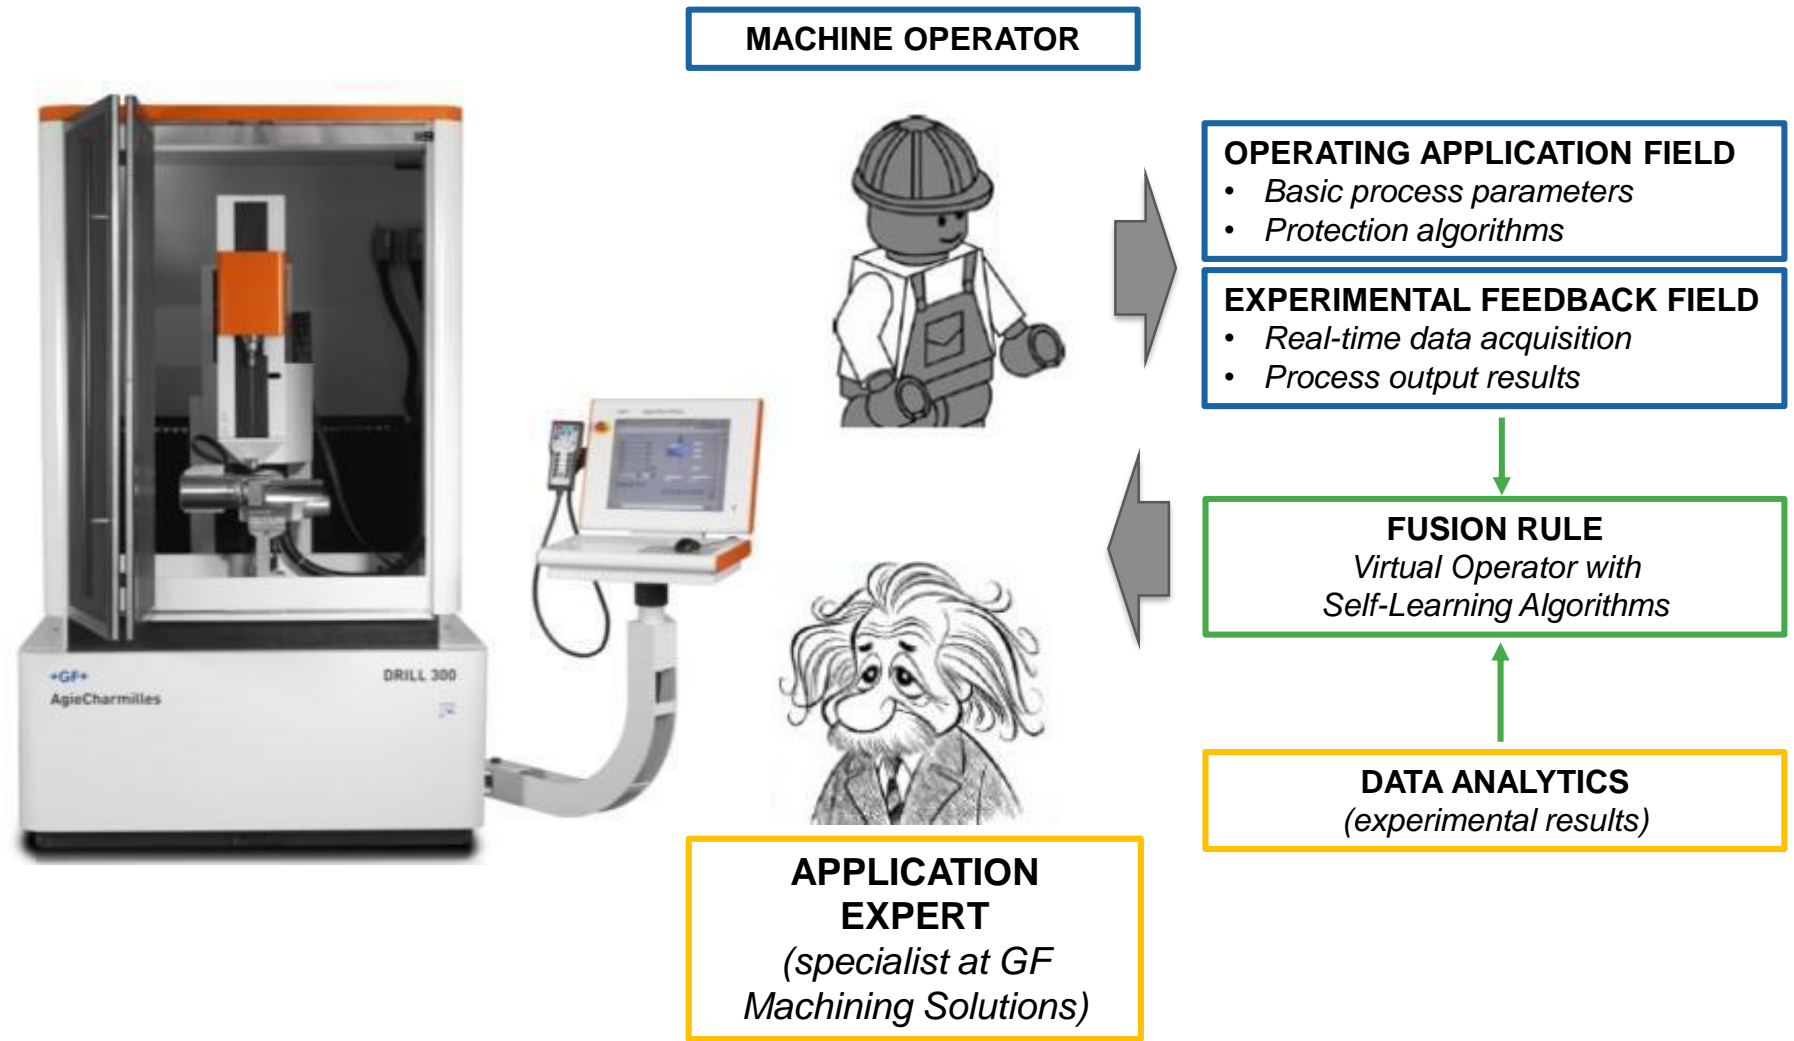 MACHINE OPERATOR
OPERATING APPLICATION FIELD
• Basic process parameters
• Protection algorithms
EXPERIMENTAL FEEDBACK FIELD
• Real-time data acquisition
• Process output results
FUSION RULE
Virtual Operator with
Self-Learning Algorithms
+GF+
AgieCharmilles
DRILL 300
DATA ANALYTICS
(experimental results)
APPLICATION
EXPERT
(specialist at GF
Machining Solutions)